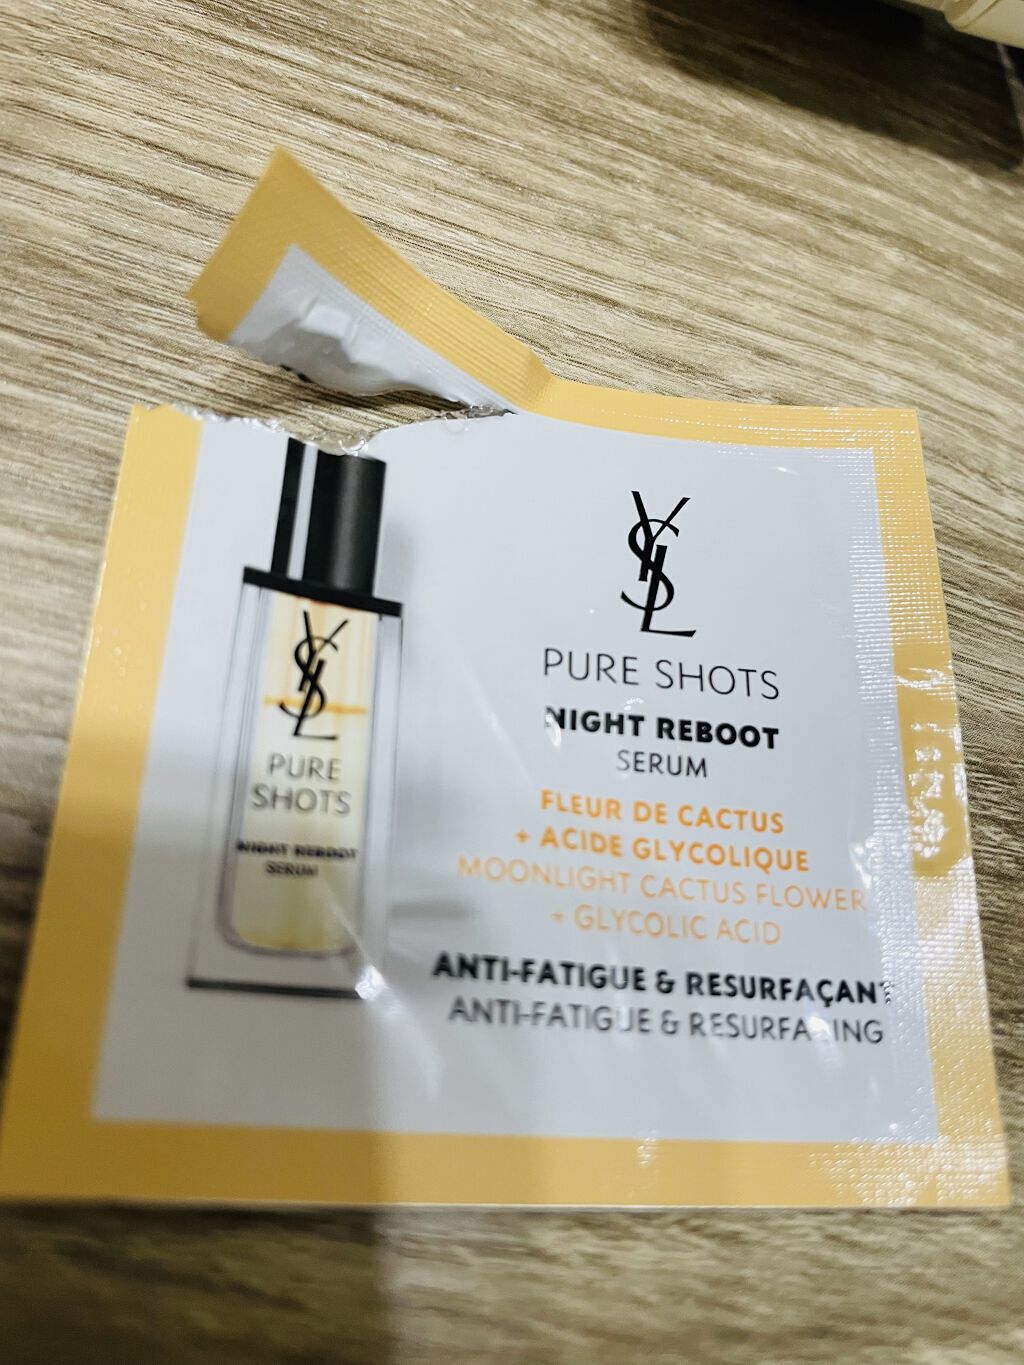 YSL
PURE
SHOTS
NIGHT REBOOT
SERUM
YSL
PURE SHOTS
NIGHT REBOOT
SERUM
FLEUR DE CACTUS
+ ACIDE GLYCOLIQUE
MOONLIGHT CACTUS FLOWER
+ GLYCOLIC ACID
ANTI-FATIGUE & RESURFAÇANT
ANTI-FATIGUE & RESURFACING